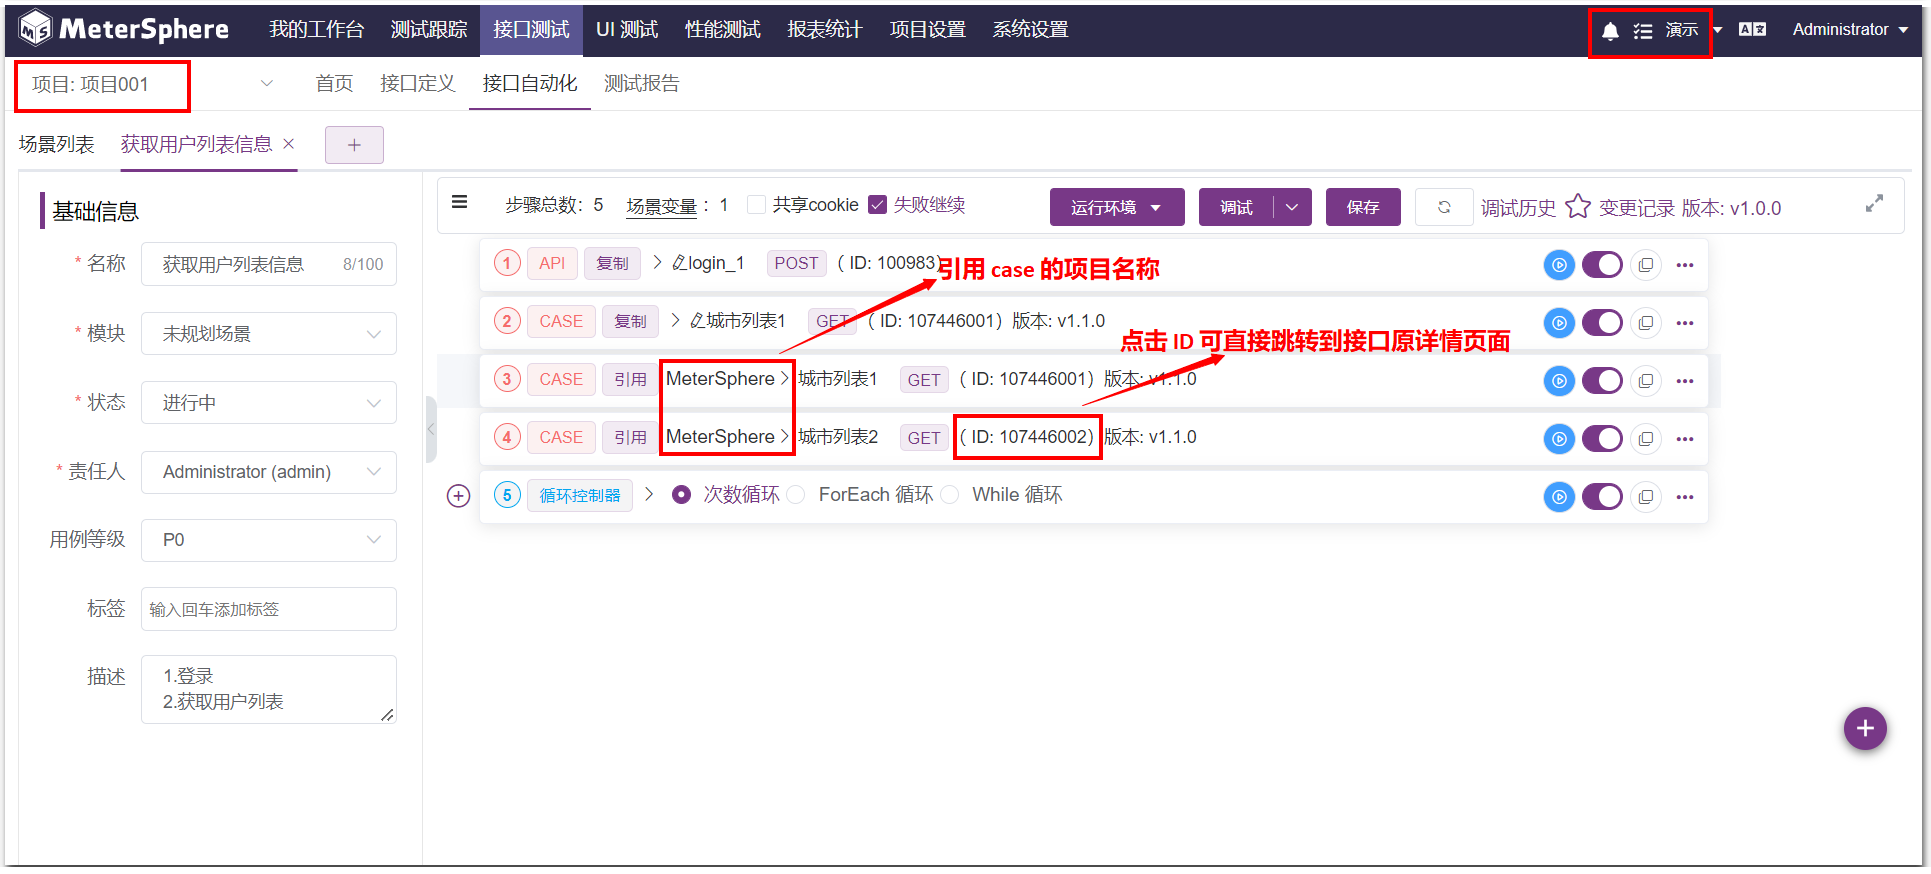 MeterSphere 我的工作台 测试跟踪 接口测试 UI 测试 性能测试 报表统计 项目设置 系统设置 演示 Administrator
项目: 项目001 首页 接口定义 接口自动化 测试报告
场景列表 获取用户列表信息 × +
基础信息
* 名称 获取用户列表信息 8/100
* 模块 未规划场景
* 状态 进行中
* 责任人 Administrator (admin)
用例等级 P0
标签 输入回车添加标签
描述 1.登录
2.获取用户列表
步骤总数: 5 场景变量 : 1 共享cookie 失败继续 运行环境 调试 保存 调试历史 变更记录 版本: v1.0.0
1 API 复制 > login_1 POST ( ID: 100983)
引用 case 的项目名称
2 CASE 复制 > 城市列表1 GET ( ID: 107446001) 版本: v1.1.0
点击 ID 可直接跳转到接口原详情页面
3 CASE 引用 MeterSphere > 城市列表1 GET ( ID: 107446001) 版本: v1.1.0
4 CASE 引用 MeterSphere > 城市列表2 GET ( ID: 107446002) 版本: v1.1.0
5 循环控制器 > 次数循环 ForEach 循环 While 循环